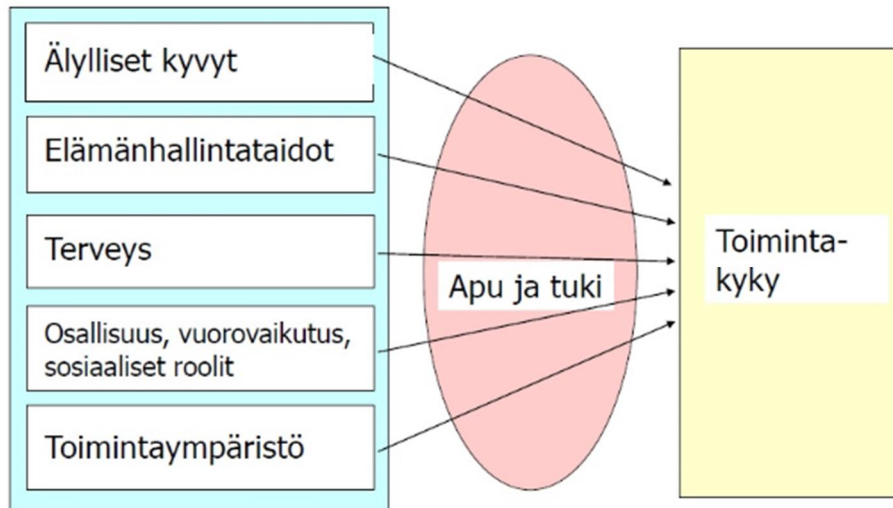 Älylliset kyvyt
Elämänhallintataidot
Terveys
Osallisuus, vuorovaikutus,
sosiaaliset roolit
Toimintaympäristö
Apu ja tuki
Toiminta-
kyky